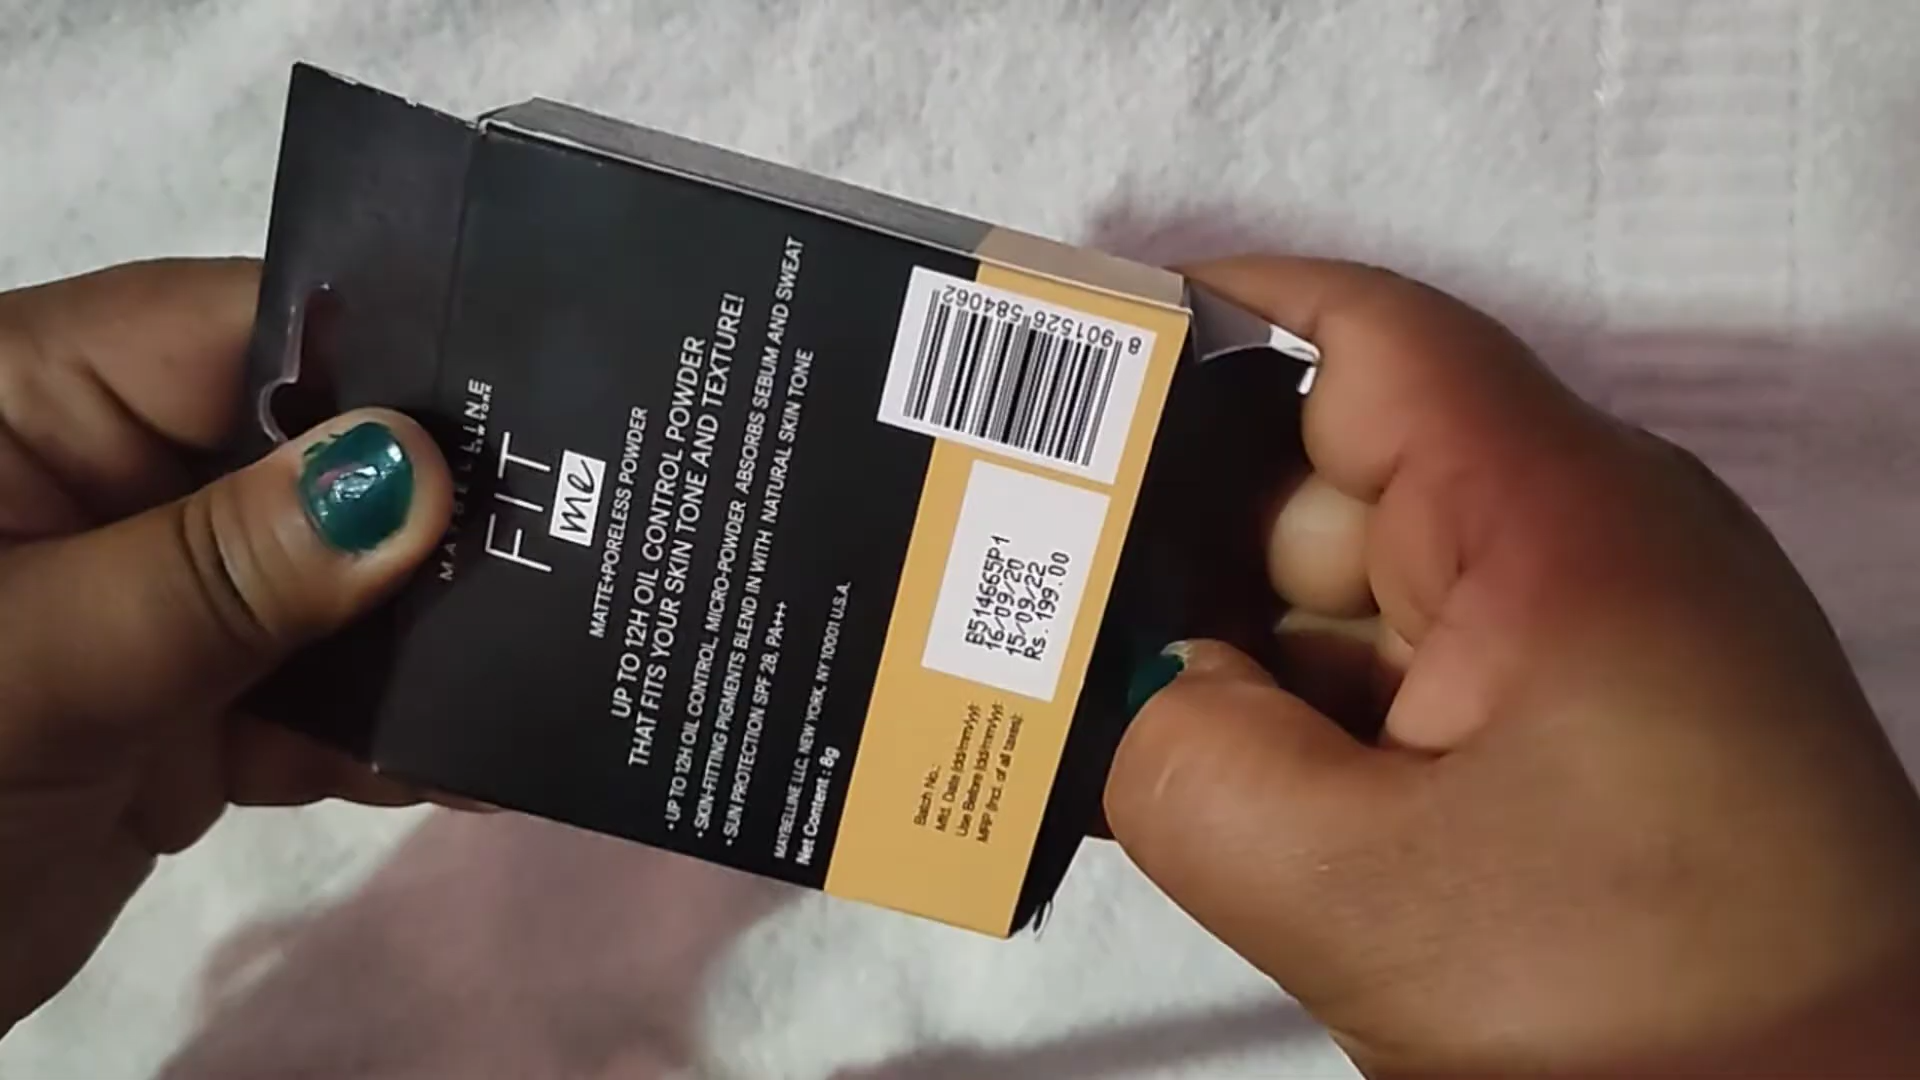 MAYBELLINE
NEW YORK
FIT
me
MATTE+PORELESS POWDER
UP TO 12H OIL CONTROL POWDER
THAT FITS YOUR SKIN TONE AND TEXTURE!
• UP TO 12H OIL CONTROL, MICRO-POWDER ABSORBS SEBUM AND SWEAT
• SKIN-FITTING PIGMENTS BLEND IN WITH NATURAL SKIN TONE
• SUN PROTECTION SPF 28, PA+++
MAYBELLINE LLC, NEW YORK, NY 10001 U.S.A.
Net Content : 8g
8 901526 584062
B514665P1
16/09/20
15/09/22
Rs. 199.00
Batch No.:
Mfd. Date (dd/mm/yy):
Use Before (dd/mm/yy):
MRP (Incl. of all taxes):